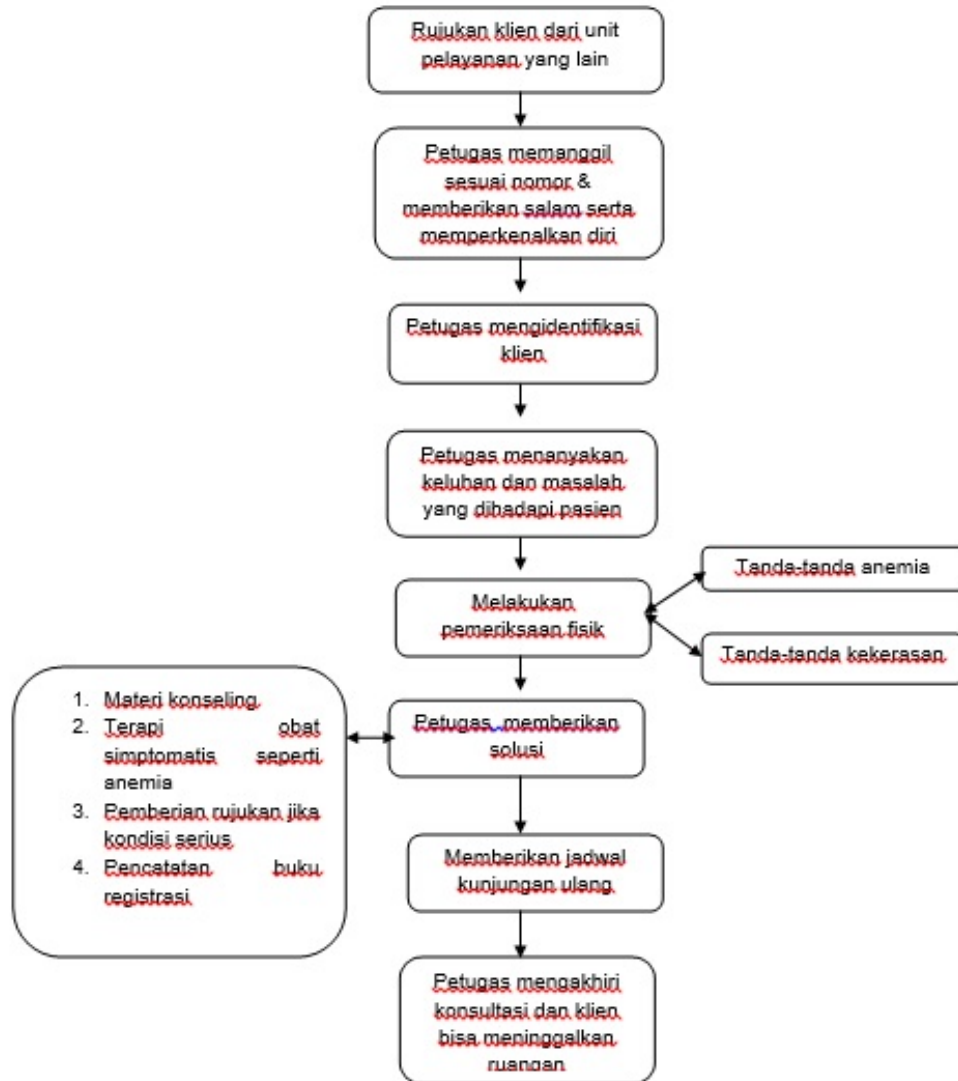 Rujukan klien dari unit
pelayanan yang lain
Petugas memanggil
sesuai nomor &
memberikan salam serta
memperkenalkan diri
Petugas mengidentifikasi
klien
Petugas menanyakan
keluhan dan masalah
yang dihadapi pasien
Melakukan
pemeriksaan fisik
Tanda-tanda anemia
Tanda-tanda kekerasan
Petugas memberikan
solusi
1. Materi konseling
2. Terapi obat
simptomatis seperti
anemia
3. Pemberian rujukan jika
kondisi serius
4. Pencatatan buku
registrasi
Memberikan jadwal
kunjungan ulang
Petugas mengakhiri
konsultasi dan klien
bisa meninggalkan
ruangan